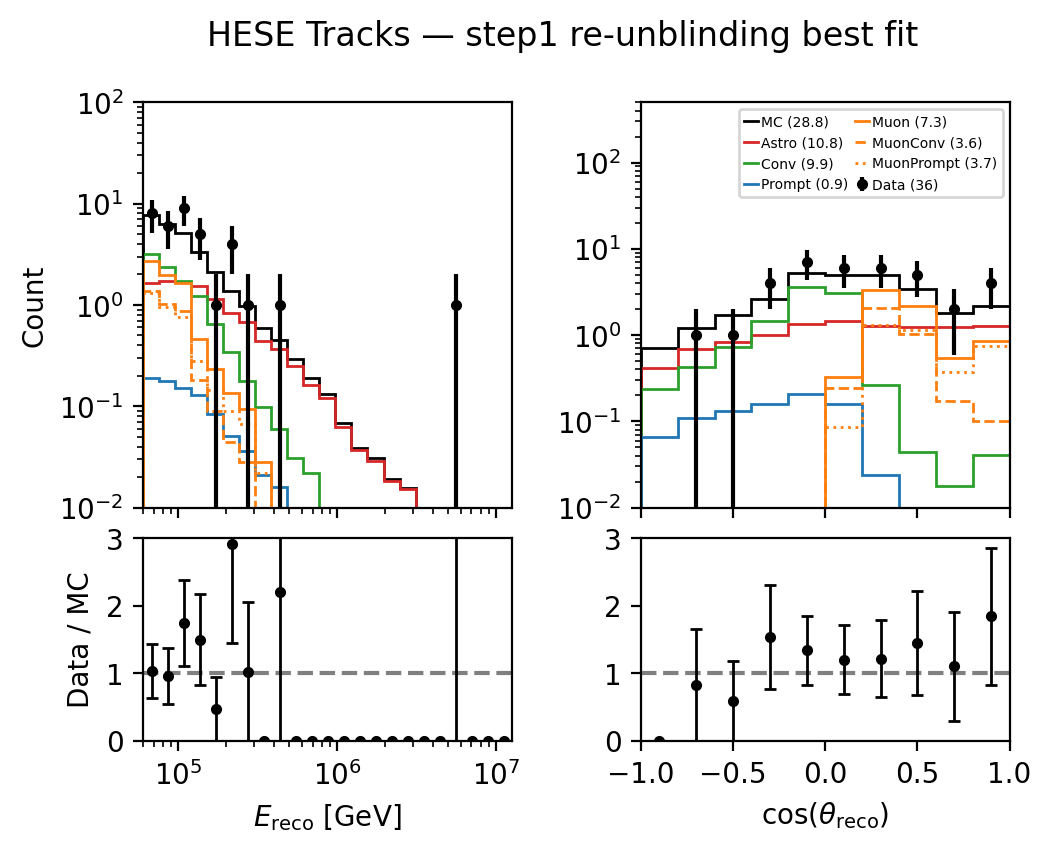 HESE Tracks — step1 re-unblinding best fit
Count
10²
10¹
10⁰
10⁻¹
10⁻²
10²
10¹
10⁰
10⁻¹
10⁻²
MC (28.8)
Astro (10.8)
Conv (9.9)
Prompt (0.9)
Muon (7.3)
MuonConv (3.6)
MuonPrompt (3.7)
Data (36)
Data / MC
3
2
1
0
10⁵ 10⁶ 10⁷
E_reco [GeV]
3
2
1
0
−1.0 −0.5 0.0 0.5 1.0
cos(θ_reco)